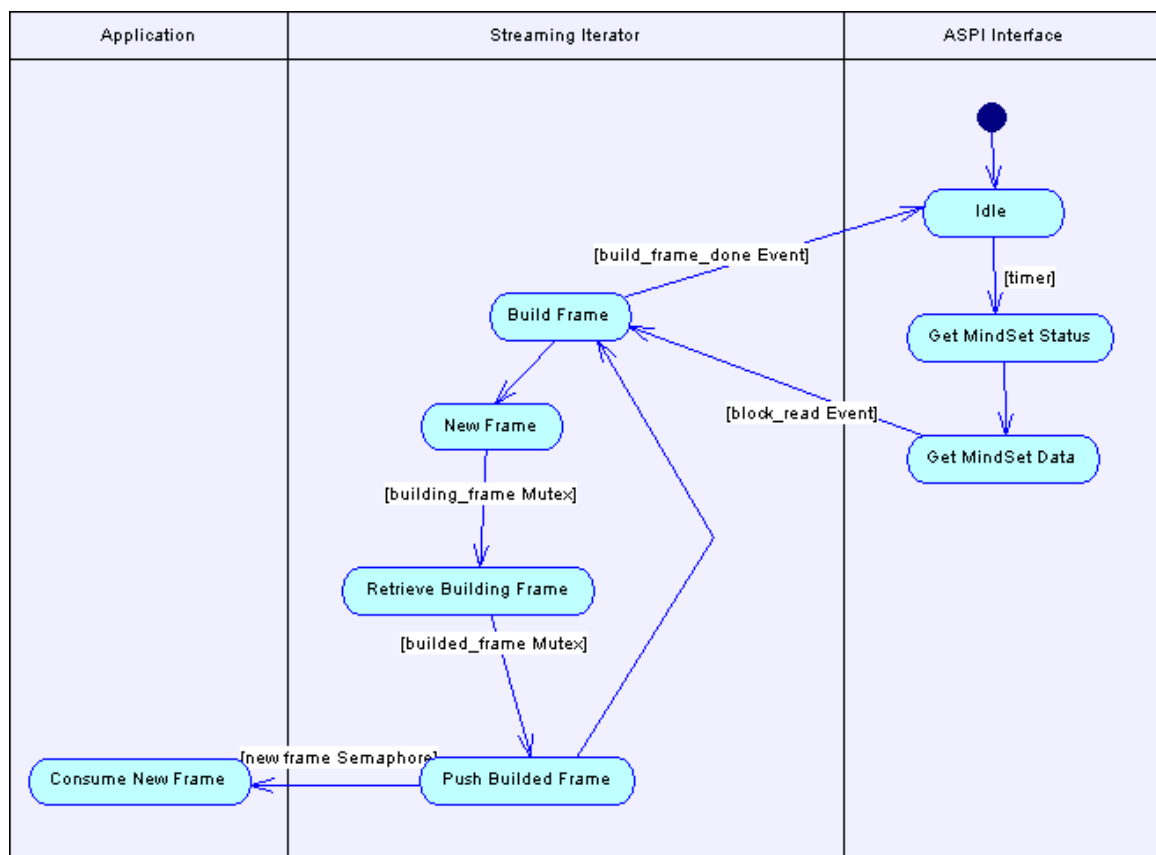 Application
Streaming Iterator
ASPI Interface
Idle
[build_frame_done Event]
[timer]
Build Frame
Get MindSet Status
[block_read Event]
New Frame
Get MindSet Data
[building_frame Mutex]
Retrieve Building Frame
[builded_frame Mutex]
[new frame Semaphore]
Consume New Frame
Push Builded Frame